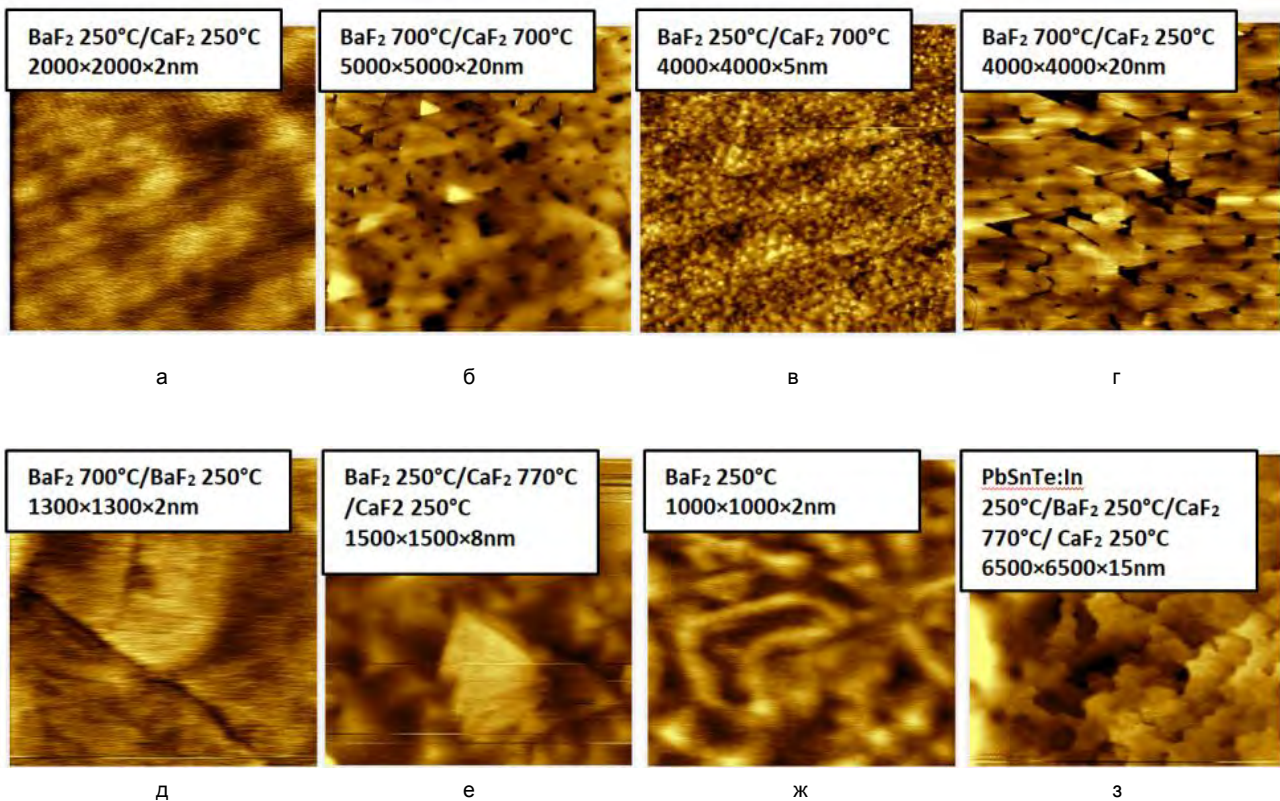 BaF₂ 250°C/CaF₂ 250°C
2000×2000×2nm
BaF₂ 700°C/CaF₂ 700°C
5000×5000×20nm
BaF₂ 250°C/CaF₂ 700°C
4000×4000×5nm
BaF₂ 700°C/CaF₂ 250°C
4000×4000×20nm
а
б
в
г
BaF₂ 700°C/BaF₂ 250°C
1300×1300×2nm
BaF₂ 250°C/CaF₂ 770°C
/CaF2 250°C
1500×1500×8nm
BaF₂ 250°C
1000×1000×2nm
PbSnTe:In
250°C/BaF₂ 250°C/CaF₂
770°C/ CaF₂ 250°C
6500×6500×15nm
д
е
ж
з